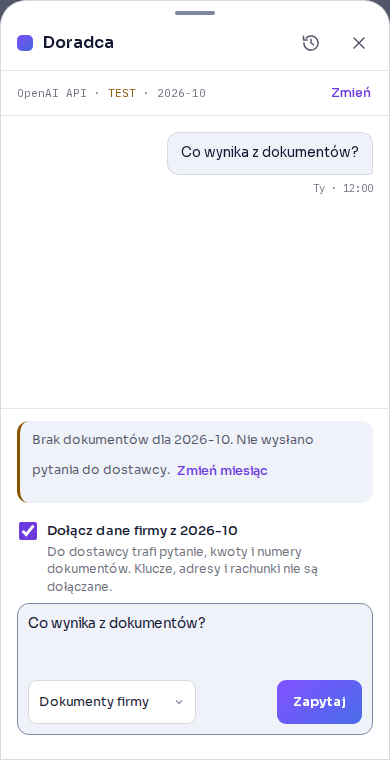 Doradca
OpenAI API · TEST · 2026-10
Zmień
Co wynika z dokumentów?
Ty · 12:00
Brak dokumentów dla 2026-10. Nie wysłano
pytania do dostawcy. Zmień miesiąc
Dołącz dane firmy z 2026-10
Do dostawcy trafi pytanie, kwoty i numery
dokumentów. Klucze, adresy i rachunki nie są
dołączane.
Co wynika z dokumentów?
Dokumenty firmy
Zapytaj